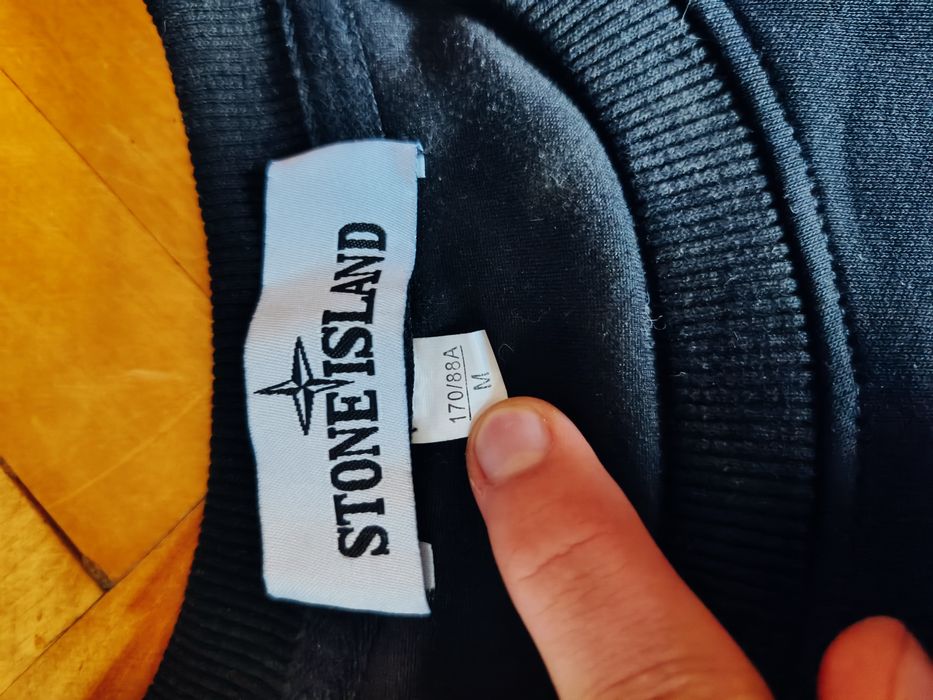 STONE ISLAND
170/88A
M